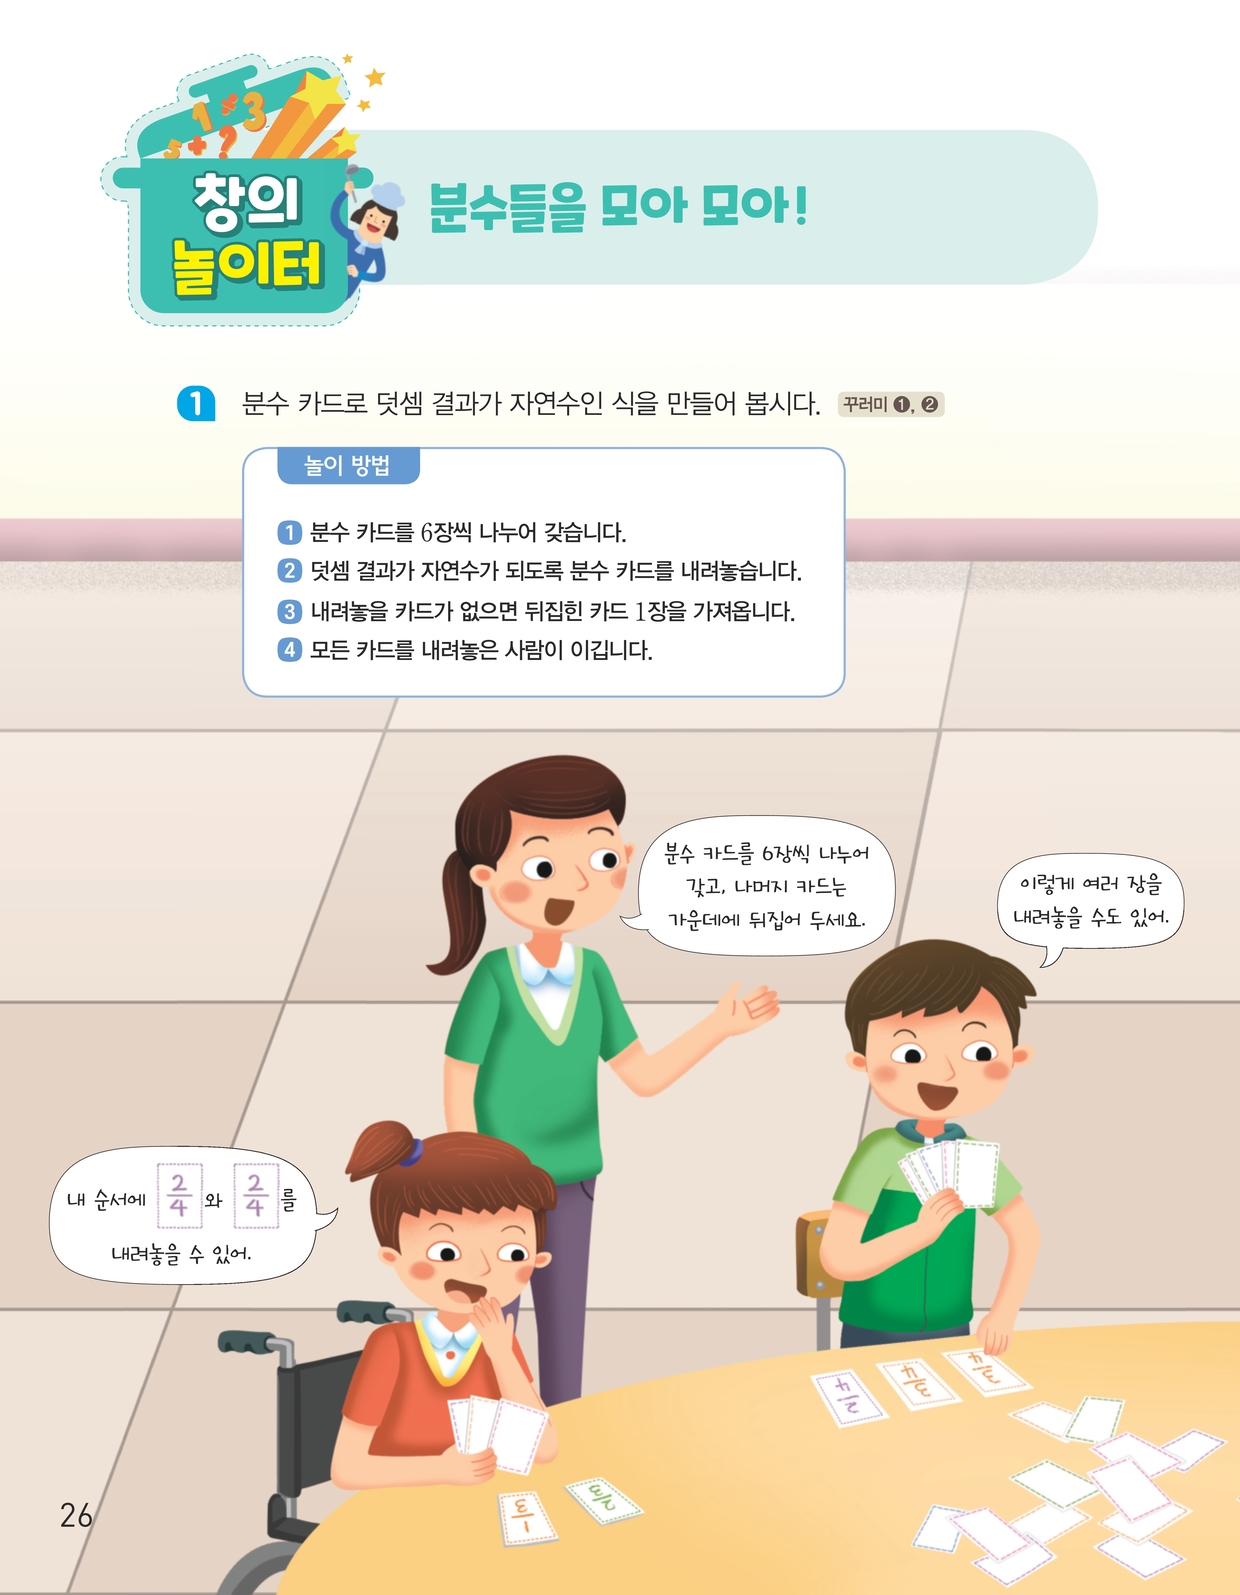 창의
놀이터
분수들을 모아 모아!
1 분수 카드로 덧셈 결과가 자연수인 식을 만들어 봅시다. 꾸러미 ❶, ❷
놀이 방법
1 분수 카드를 6장씩 나누어 갖습니다.
2 덧셈 결과가 자연수가 되도록 분수 카드를 내려놓습니다.
3 내려놓을 카드가 없으면 뒤집힌 카드 1장을 가져옵니다.
4 모든 카드를 내려놓은 사람이 이깁니다.
분수 카드를 6장씩 나누어
갖고, 나머지 카드는
가운데에 뒤집어 두세요.
이렇게 여러 장을
내려놓을 수도 있어.
내 순서에 2/4 와 2/4 를
내려놓을 수 있어.
26